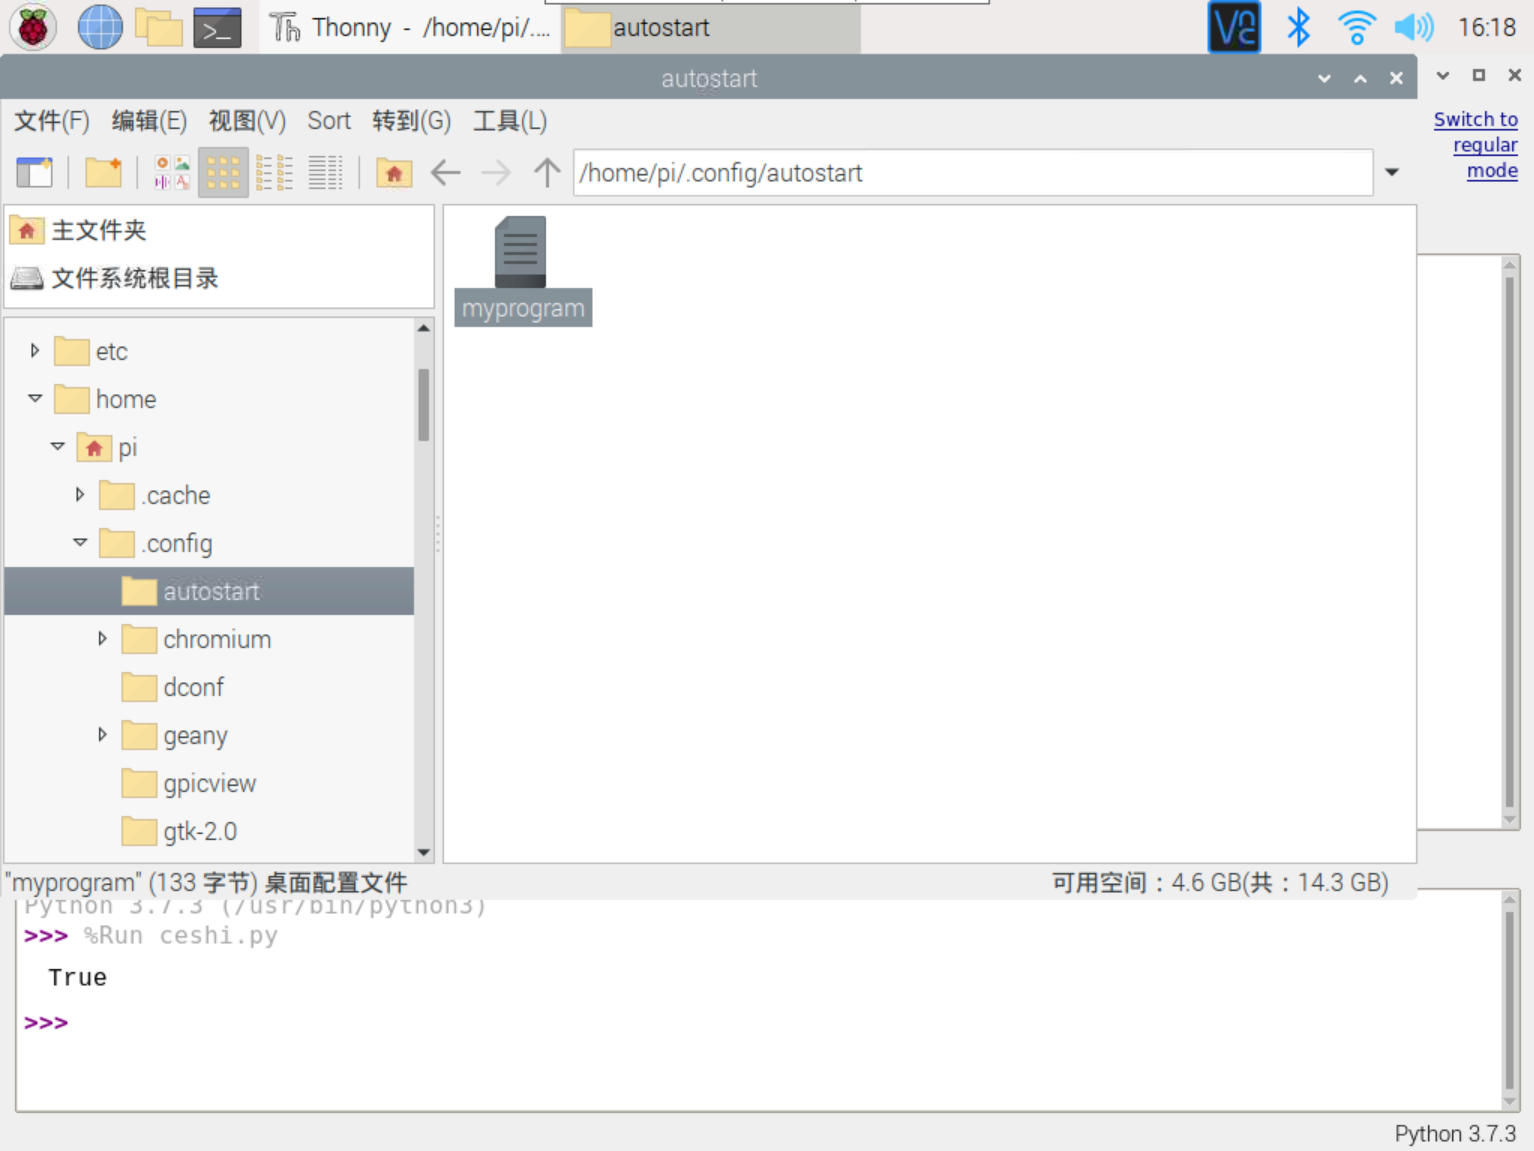 Thonny - /home/pi/.... autostart 16:18
autostart
文件(F) 编辑(E) 视图(V) Sort 转到(G) 工具(L)
Switch to
regular
mode
/home/pi/.config/autostart
主文件夹
文件系统根目录
myprogram
etc
home
pi
.cache
.config
autostart
chromium
dconf
geany
gpicview
gtk-2.0
"myprogram" (133 字节) 桌面配置文件 可用空间：4.6 GB(共：14.3 GB)
Python 3.7.3 (/usr/bin/python3)
>>> %Run ceshi.py
True
>>>
Python 3.7.3